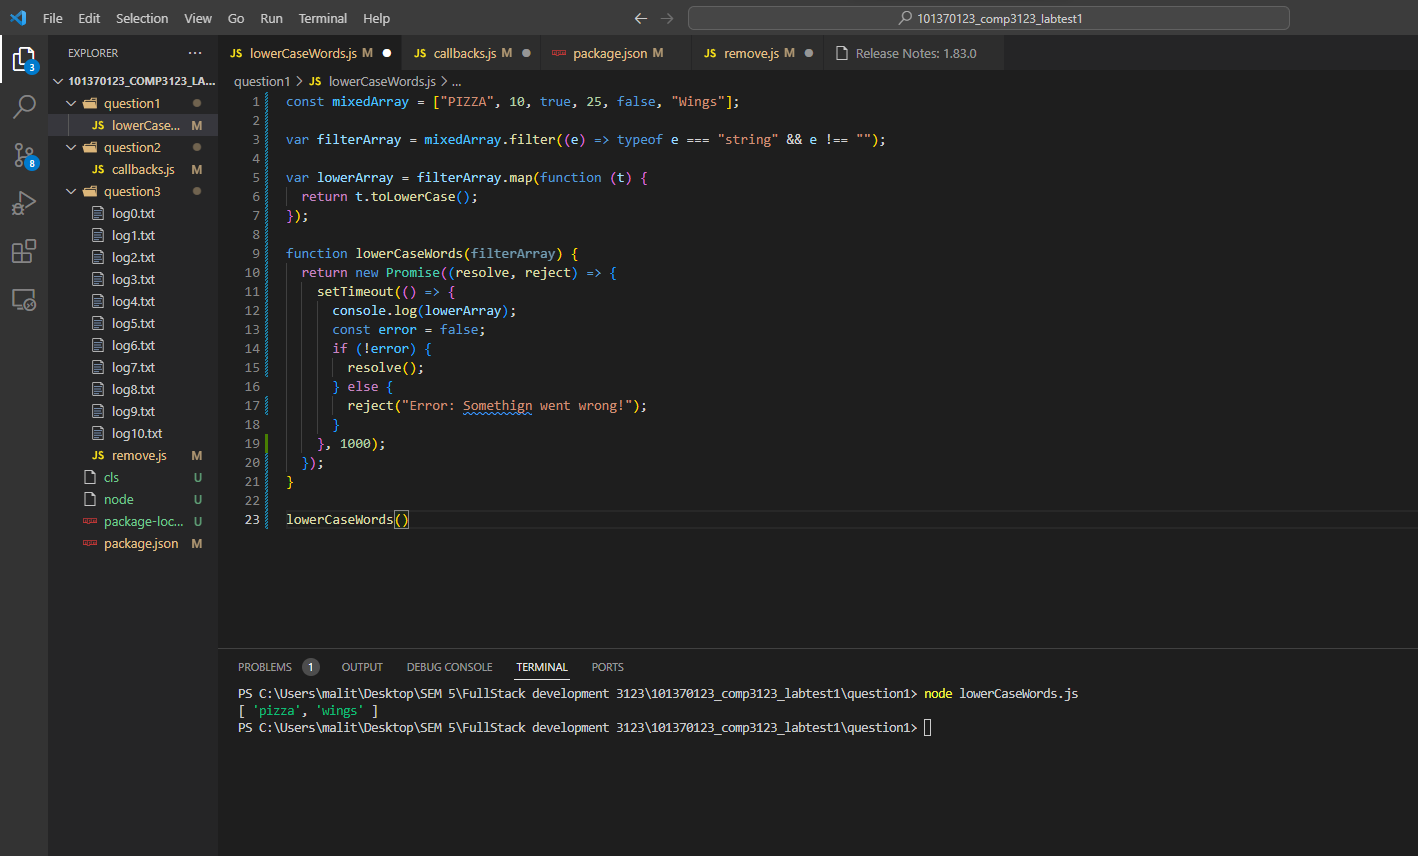 File Edit Selection View Go Run Terminal Help
101370123_comp3123_labtest1
EXPLORER
3
8
101370123_COMP3123_LA...
question1
JS lowerCase... M
question2
JS callbacks.js M
question3
log0.txt
log1.txt
log2.txt
log3.txt
log4.txt
log5.txt
log6.txt
log7.txt
log8.txt
log9.txt
log10.txt
JS remove.js M
cls U
node U
package-loc... U
package.json M
JS lowerCaseWords.js M JS callbacks.js M package.json M JS remove.js M Release Notes: 1.83.0
question1 > JS lowerCaseWords.js > ...
1 const mixedArray = ["PIZZA", 10, true, 25, false, "Wings"];
2
3 var filterArray = mixedArray.filter((e) => typeof e === "string" && e !== "");
4
5 var lowerArray = filterArray.map(function (t) {
6 return t.toLowerCase();
7 });
8
9 function lowerCaseWords(filterArray) {
10 return new Promise((resolve, reject) => {
11 setTimeout(() => {
12 console.log(lowerArray);
13 const error = false;
14 if (!error) {
15 resolve();
16 } else {
17 reject("Error: Somethign went wrong!");
18 }
19 }, 1000);
20 });
21 }
22
23 lowerCaseWords()
PROBLEMS 1 OUTPUT DEBUG CONSOLE TERMINAL PORTS
PS C:\Users\malit\Desktop\SEM 5\FullStack development 3123\101370123_comp3123_labtest1\question1> node lowerCaseWords.js
[ 'pizza', 'wings' ]
PS C:\Users\malit\Desktop\SEM 5\FullStack development 3123\101370123_comp3123_labtest1\question1>